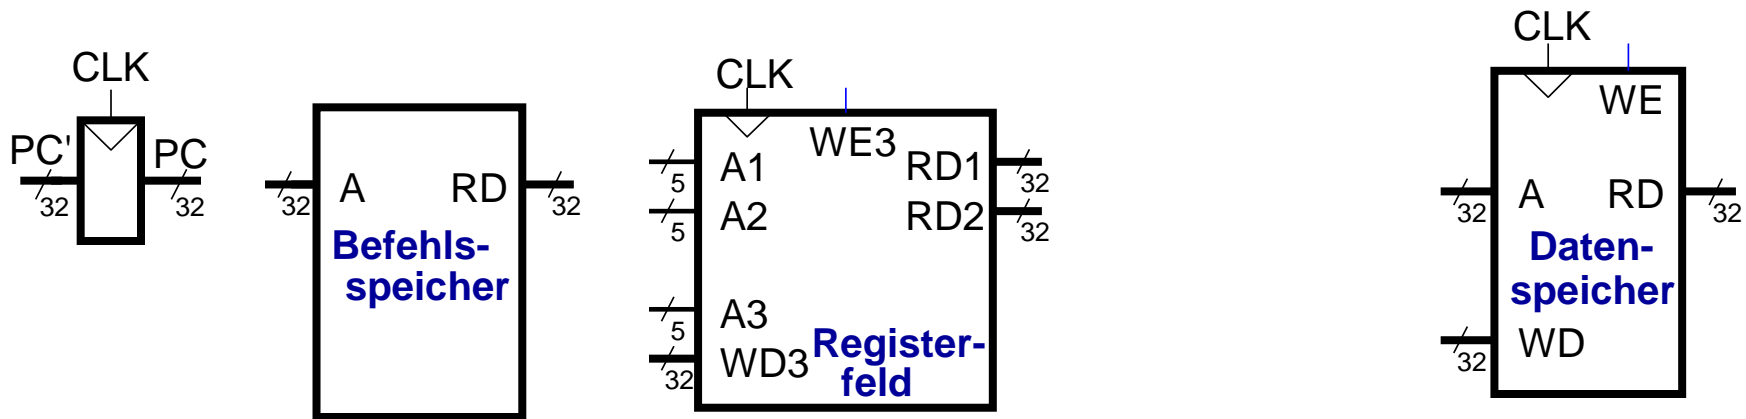 CLK
PC'
PC
32
32
A
RD
32
32
Befehls-
speicher
CLK
WE3
A1
RD1
5
32
A2
RD2
5
32
A3
5
WD3
32
Register-
feld
CLK
WE
A
RD
32
32
Daten-
speicher
WD
32